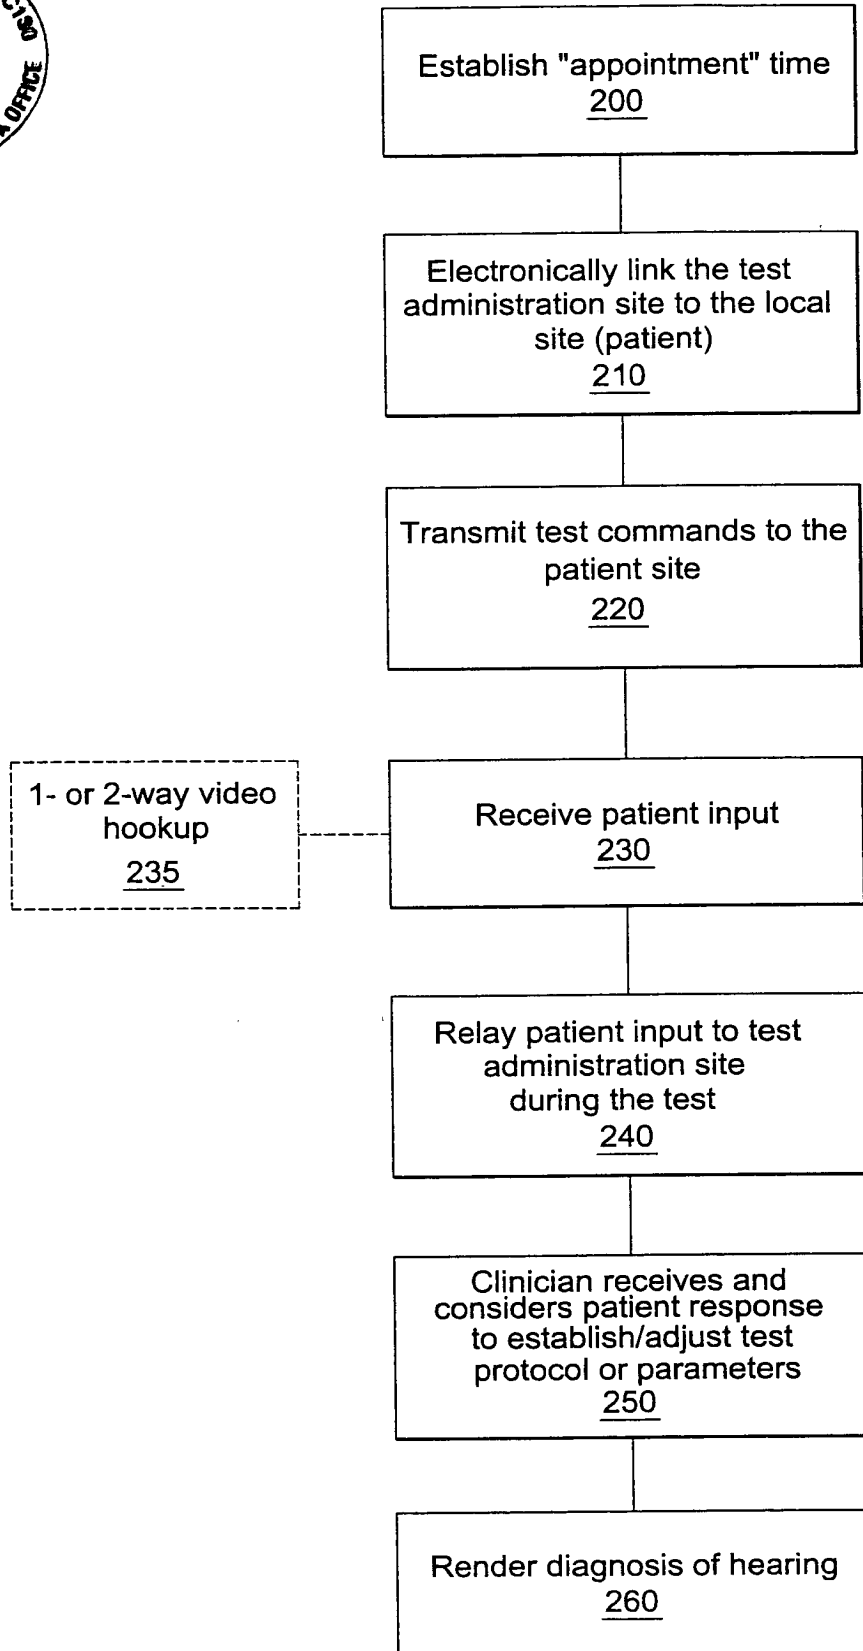 C190
OFFICE
Establish "appointment" time
200
Electronically link the test
administration site to the local
site (patient)
210
Transmit test commands to the
patient site
220
1- or 2-way video
hookup
235
Receive patient input
230
Relay patient input to test
administration site
during the test
240
Clinician receives and
considers patient response
to establish/adjust test
protocol or parameters
250
Render diagnosis of hearing
260